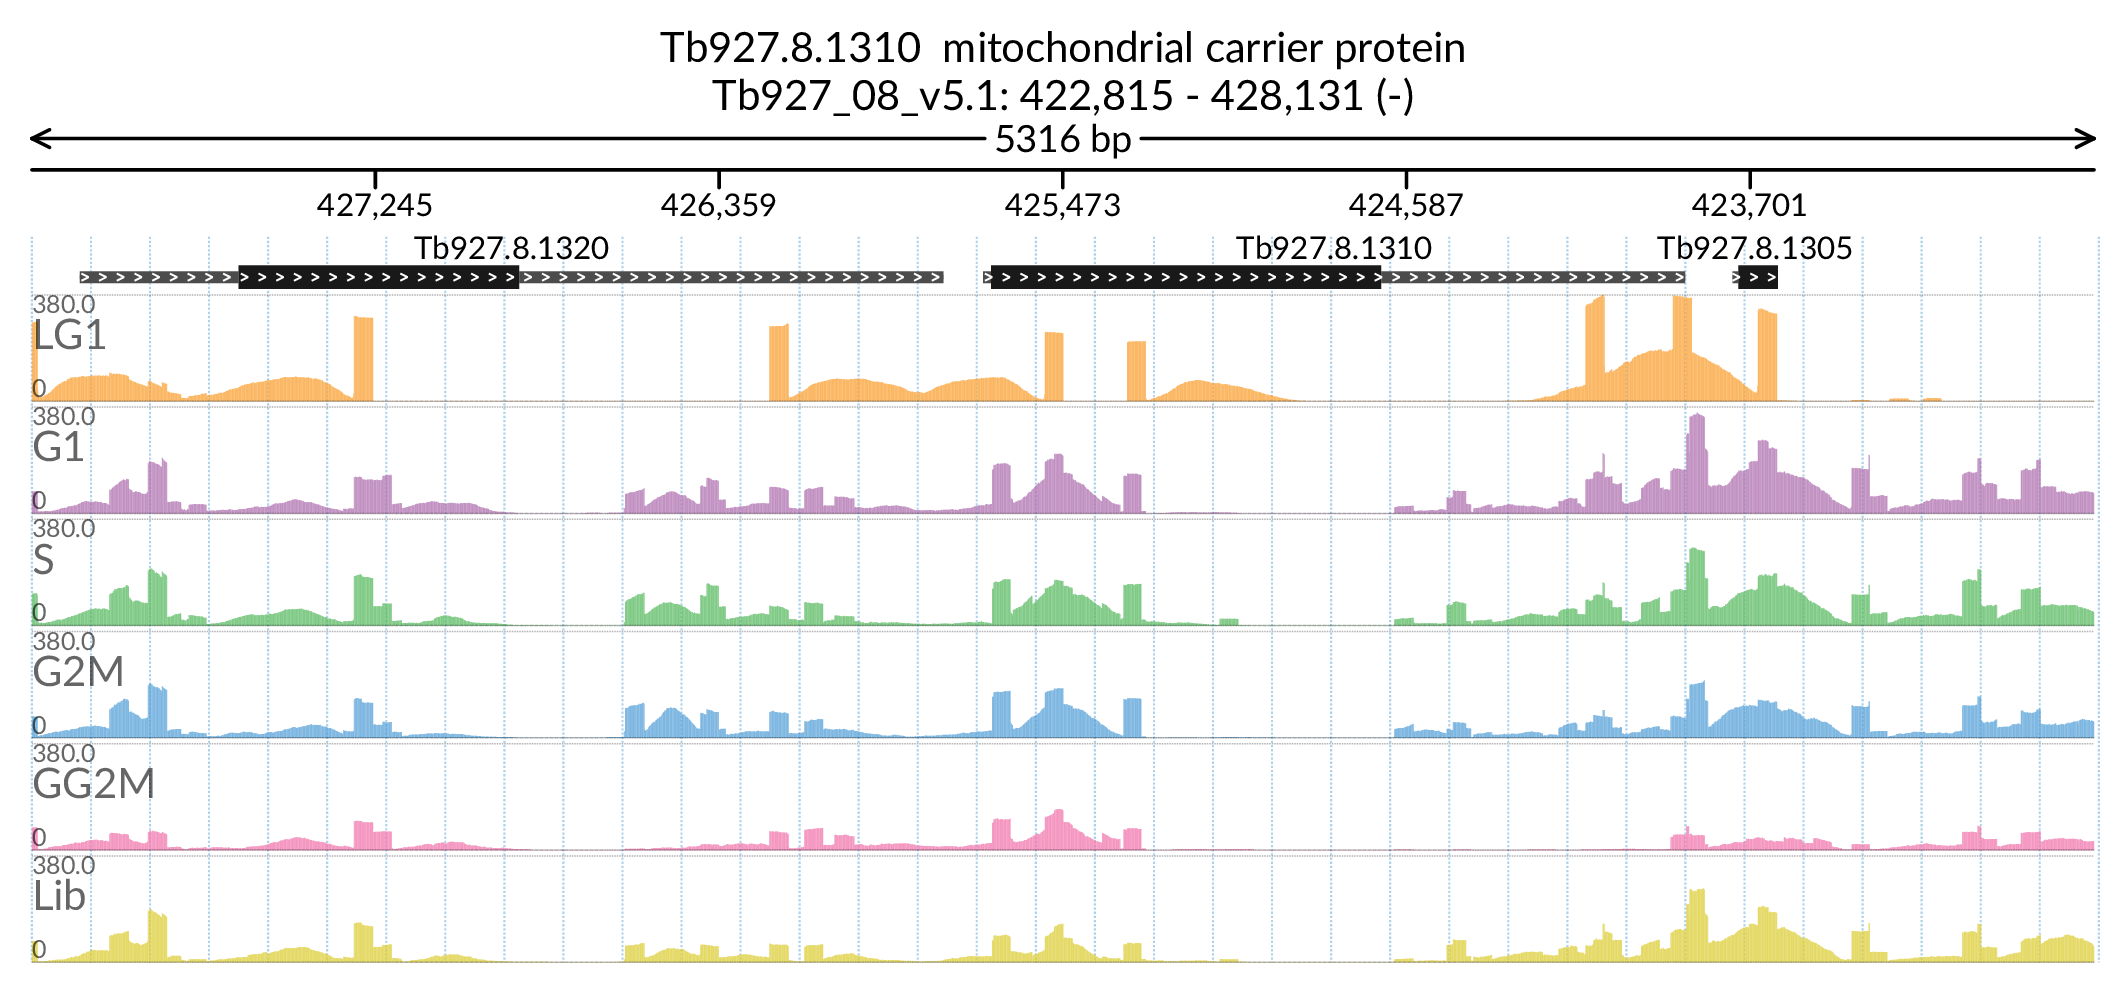 Tb927.8.1310  mitochondrial carrier protein
Tb927_08_v5.1: 422,815 - 428,131 (-)
5316 bp
427,245 426,359 425,473 424,587 423,701
Tb927.8.1320 Tb927.8.1310 Tb927.8.1305
380.0
LG1
0
380.0
G1
0
380.0
S
0
380.0
G2M
0
380.0
GG2M
0
380.0
Lib
0